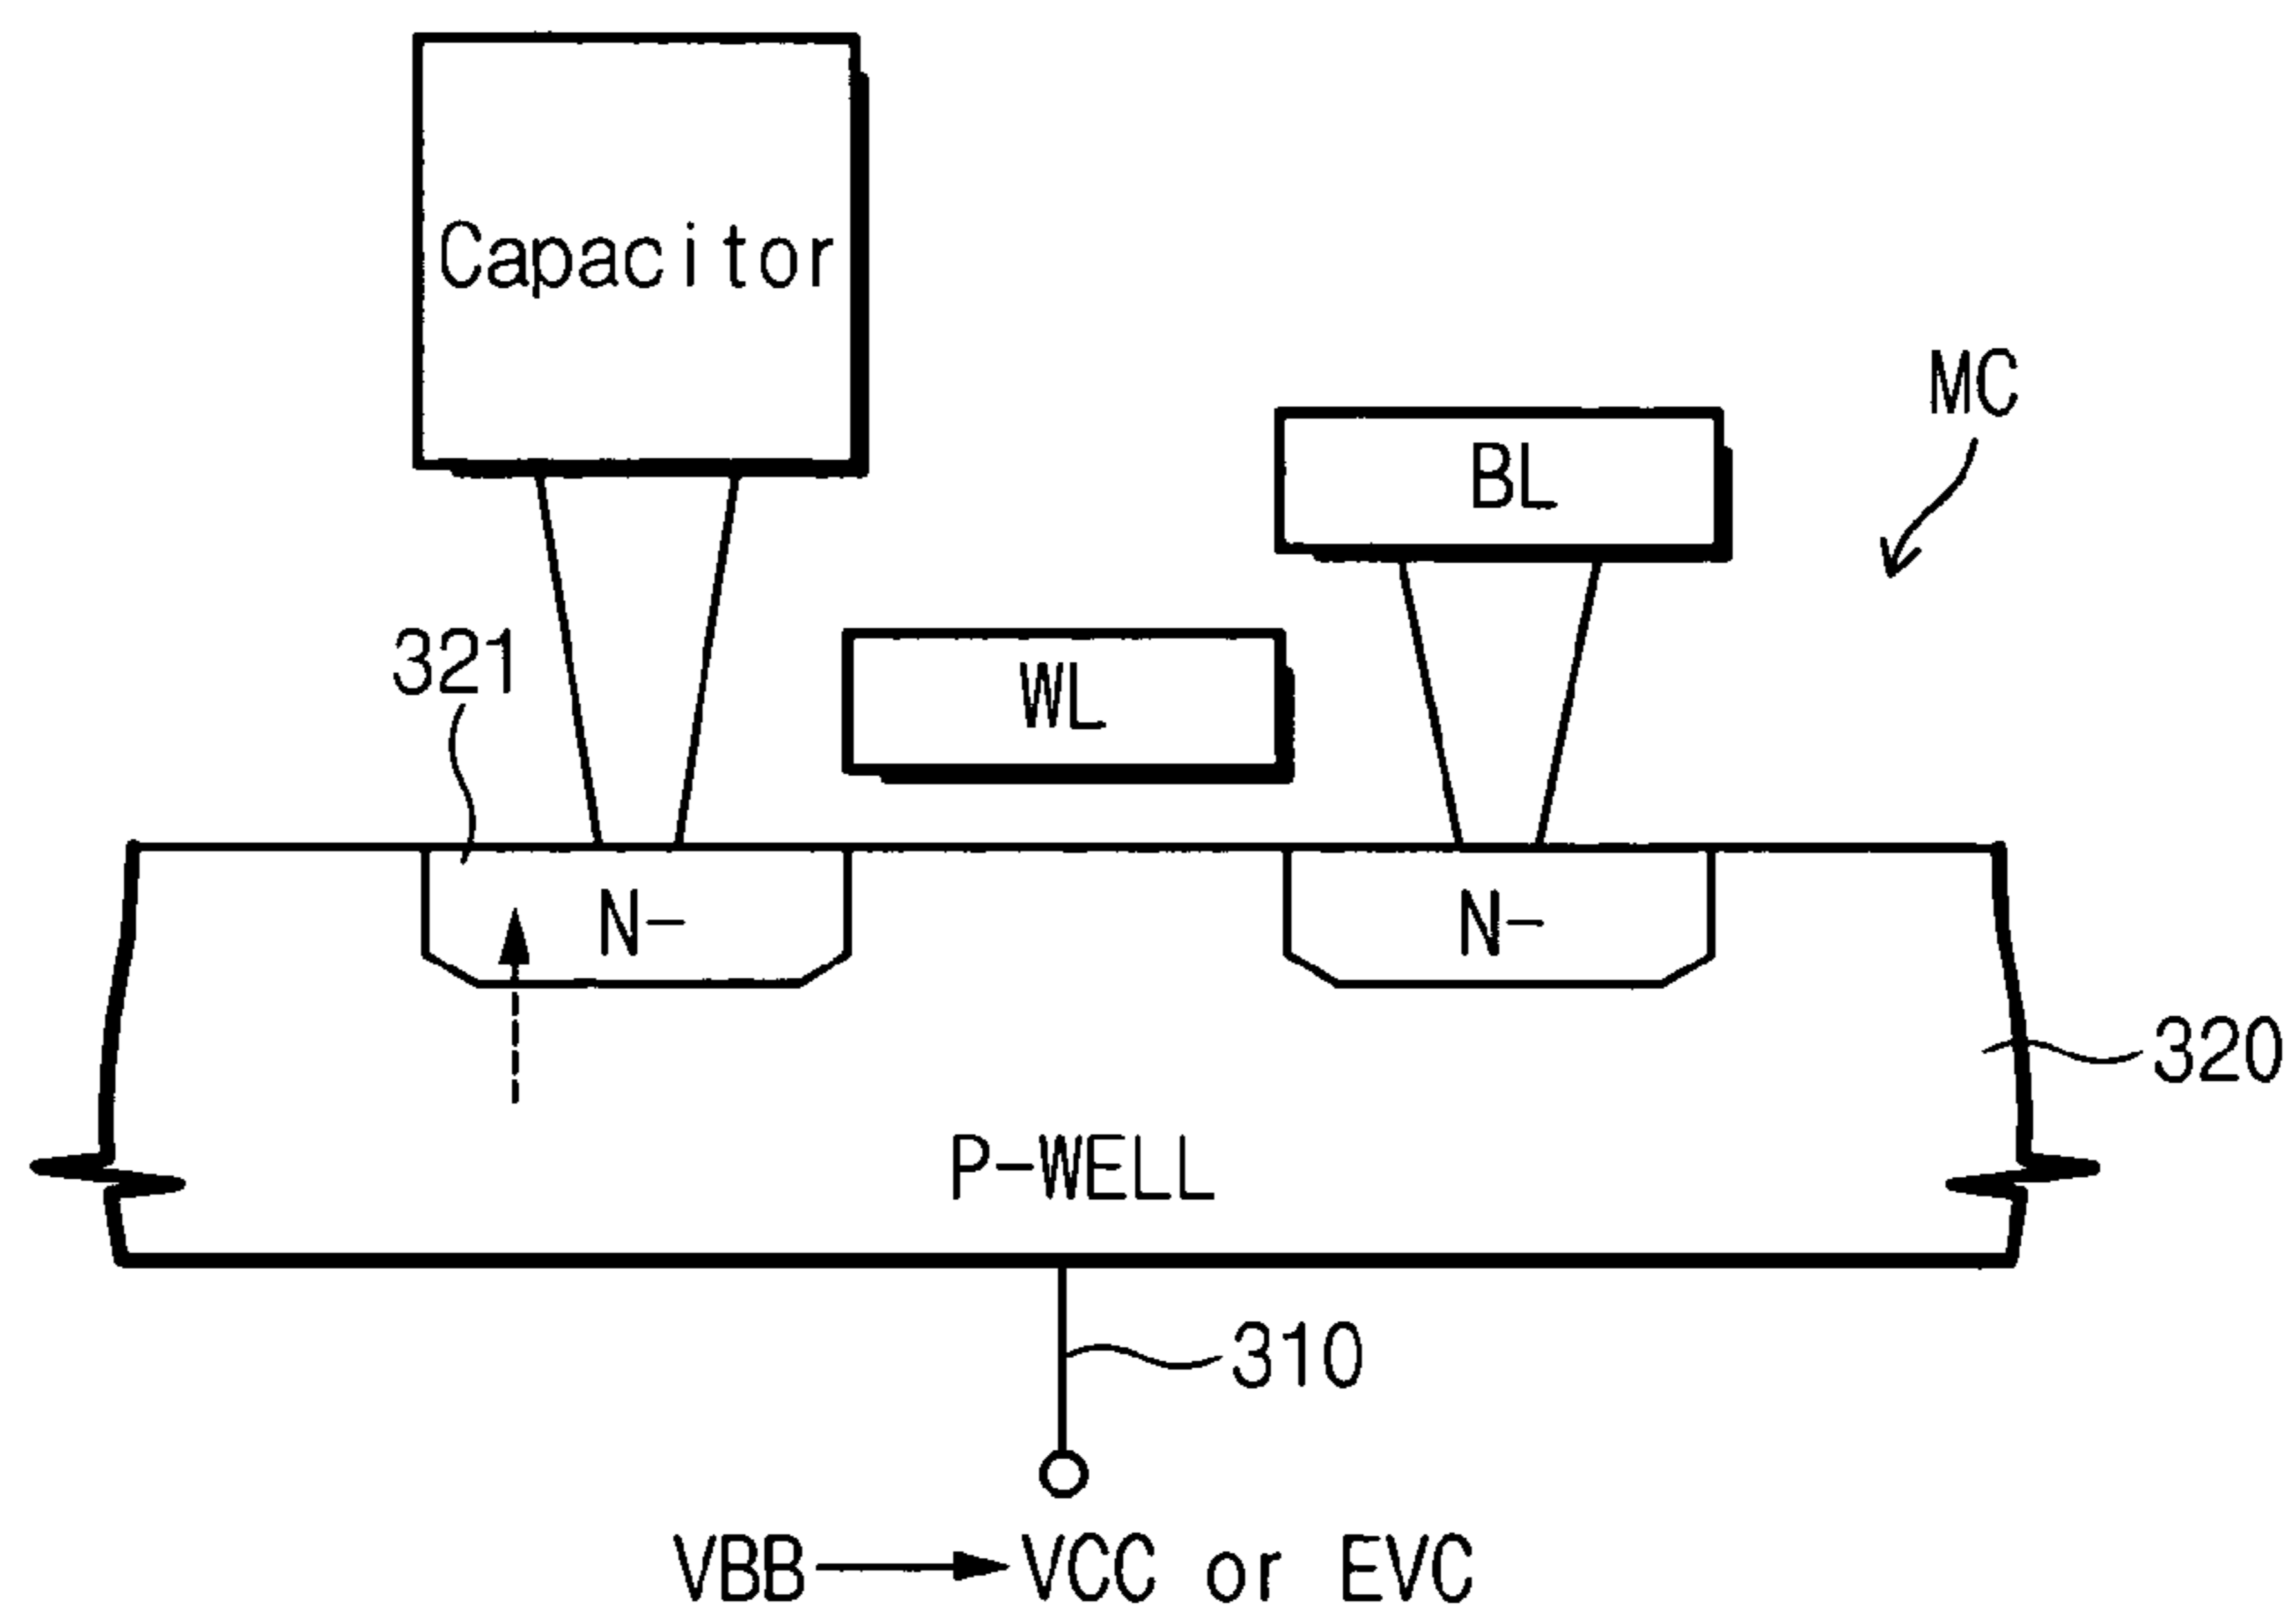 Capacitor
MC
BL
321
WL
N-
N-
320
P-WELL
310
VBB VCC or EVC